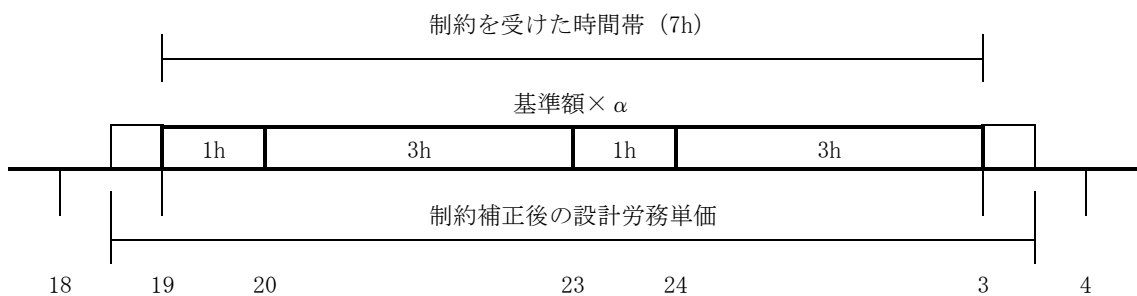 制約を受けた時間帯 (7h)
基準額×α
1h 3h 1h 3h
制約補正後の設計労務単価
18 19 20 23 24 3 4